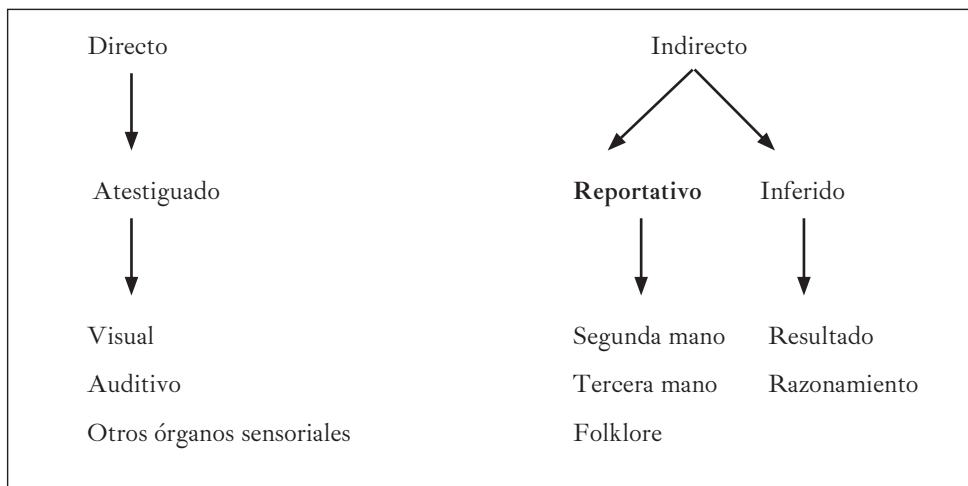 Directo Indirecto
Atestiguado Reportativo Inferido
Visual Segunda mano Resultado
Auditivo Tercera mano Razonamiento
Otros órganos sensoriales Folklore